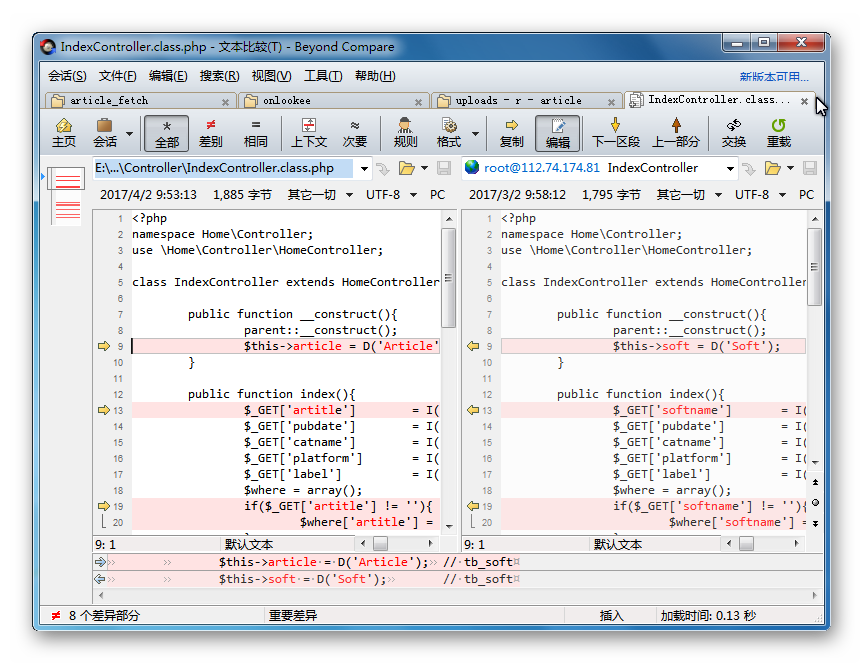 IndexController.class.php - 文本比较(T) - Beyond Compare
会话(S) 文件(F) 编辑(E) 搜索(R) 视图(V) 工具(T) 帮助(H) 新版本可用...
article_fetch onlookee uploads - r - article IndexController.class...
主页 会话 全部 差别 相同 上下文 次要 规则 格式 复制 编辑 下一区段 上一部分 交换 重载
E:\...\Controller\IndexController.class.php root@112.74.174.81 IndexController
2017/4/2 9:53:13 1,885 字节 其它一切 UTF-8 PC 2017/3/2 9:58:12 1,795 字节 其它一切 UTF-8 PC
1 <?php 1 <?php
2 namespace Home\Controller; 2 namespace Home\Controller;
3 use \Home\Controller\HomeController; 3 use \Home\Controller\HomeController;
4 4
5 class IndexController extends HomeController 5 class IndexController extends HomeController
6 6
7 public function __construct(){ 7 public function __construct(){
8 parent::__construct(); 8 parent::__construct();
9 $this->article = D('Article' 9 $this->soft = D('Soft');
10 } 10 }
11 11
12 public function index(){ 12 public function index(){
13 $_GET['artitle'] = I( 13 $_GET['softname'] = I(
14 $_GET['pubdate'] = I( 14 $_GET['pubdate'] = I(
15 $_GET['catname'] = I( 15 $_GET['catname'] = I(
16 $_GET['platform'] = I( 16 $_GET['platform'] = I(
17 $_GET['label'] = I( 17 $_GET['label'] = I(
18 $where = array(); 18 $where = array();
19 if($_GET['artitle'] != ''){ 19 if($_GET['softname'] != ''){
20 $where['artitle'] = 20 $where['softname'] =
9: 1 默认文本 9: 1 默认文本
$this->article = D('Article'); // tb_soft¤
$this->soft = D('Soft'); // tb_soft¤
≠ 8 个差异部分 重要差异 插入 加载时间: 0.13 秒